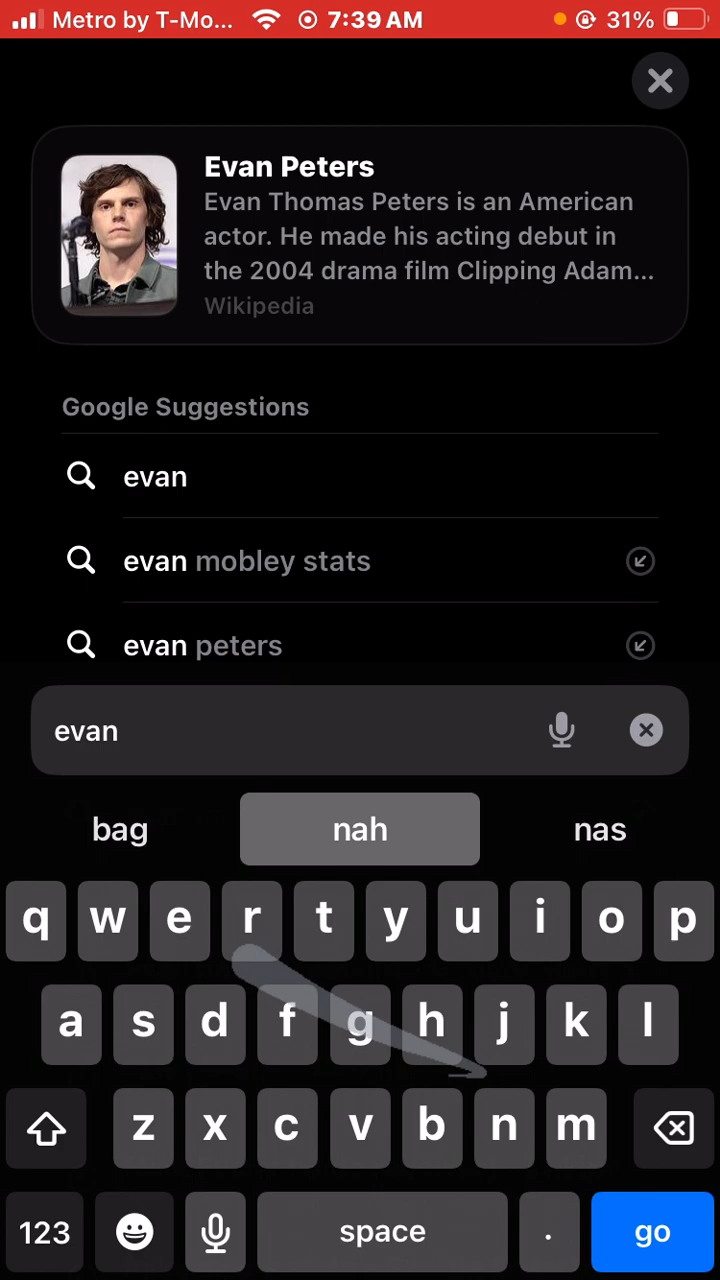 Metro by T-Mo... 7:39 AM 31%
Evan Peters
Evan Thomas Peters is an American
actor. He made his acting debut in
the 2004 drama film Clipping Adam...
Wikipedia
Google Suggestions
evan
evan mobley stats
evan peters
evan
bag nah nas
q w e r t y u i o p
a s d f g h j k l
z x c v b n m
123 space . go